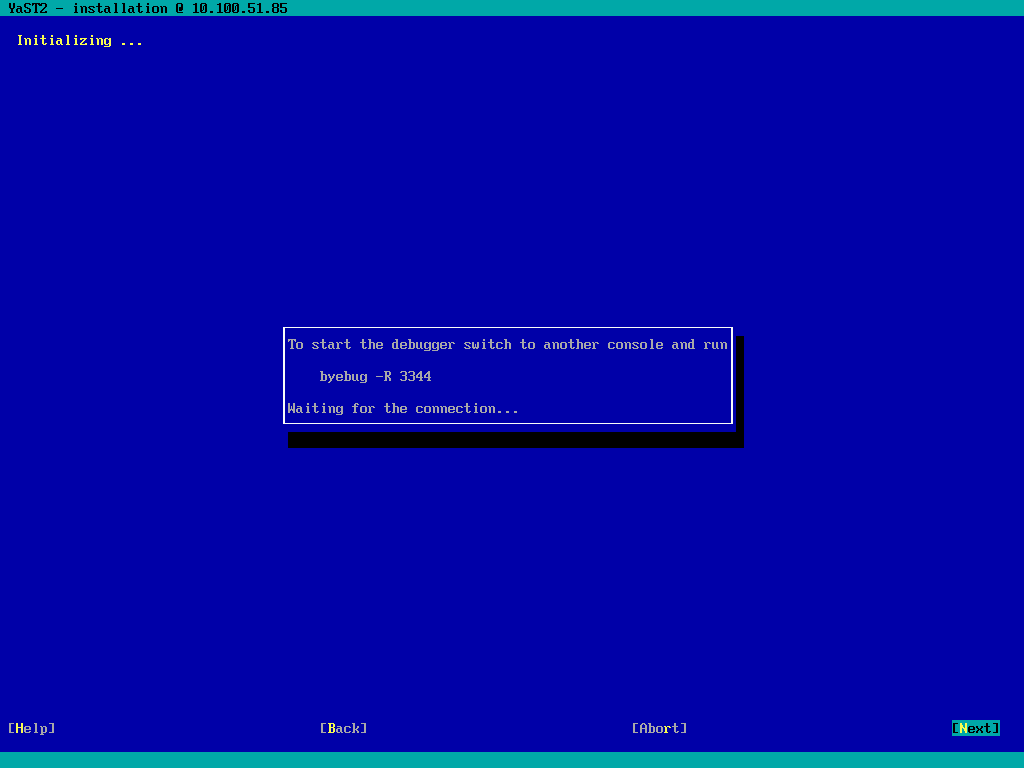 YaST2 - installation @ 10.100.51.85
Initializing ...
To start the debugger switch to another console and run
byebug -R 3344
Waiting for the connection...
[Help] [Back] [Abort] [Next]